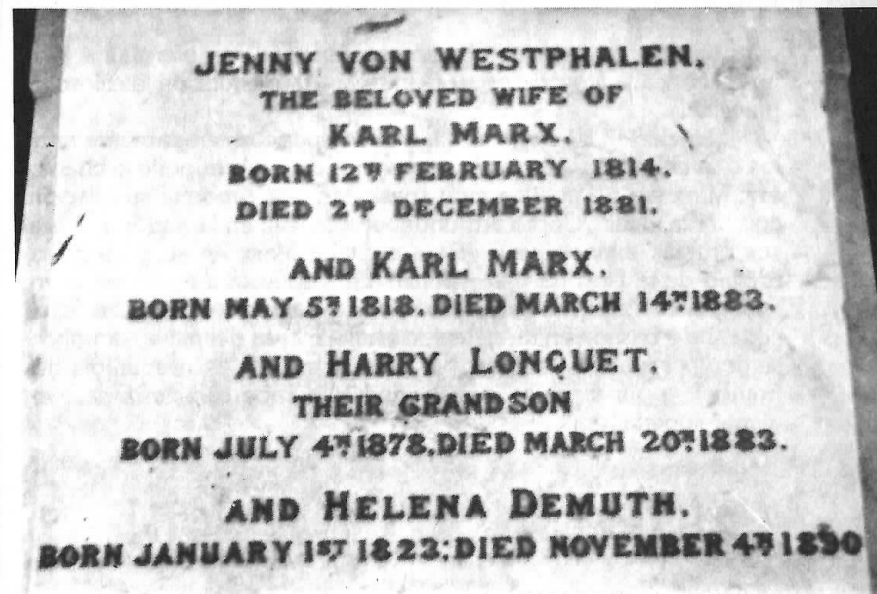 JENNY VON WESTPHALEN.
THE BELOVED WIFE OF
KARL MARX.
BORN 12TH FEBRUARY 1814.
DIED 2ND DECEMBER 1881.
AND KARL MARX.
BORN MAY 5TH 1818. DIED MARCH 14TH 1883.
AND HARRY LONGUET.
THEIR GRANDSON
BORN JULY 4TH 1878. DIED MARCH 20TH 1883.
AND HELENA DEMUTH.
BORN JANUARY 1ST 1823: DIED NOVEMBER 4TH 1890